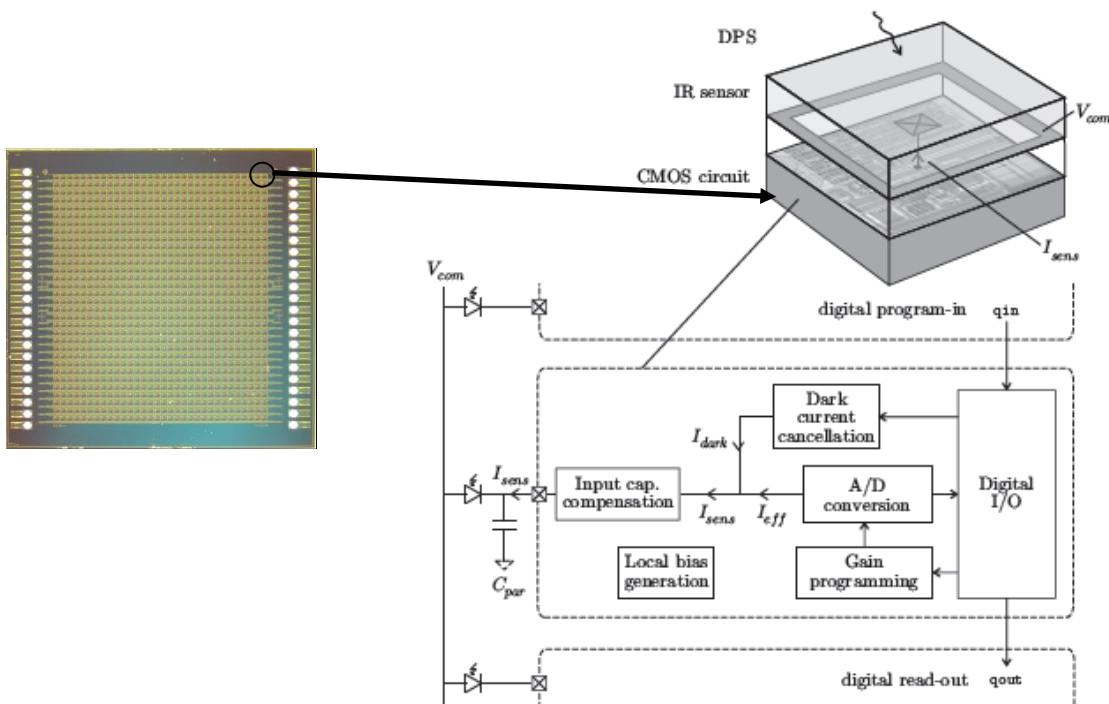 DPS
IR sensor
V_com
CMOS circuit
I_sens
V_com
digital program-in qin
Dark
current
cancellation
I_dark
I_sens
Input cap.
compensation
A/D
conversion
Digital
I/O
I_sens
I_eff
Local bias
generation
Gain
programming
C_par
digital read-out qout